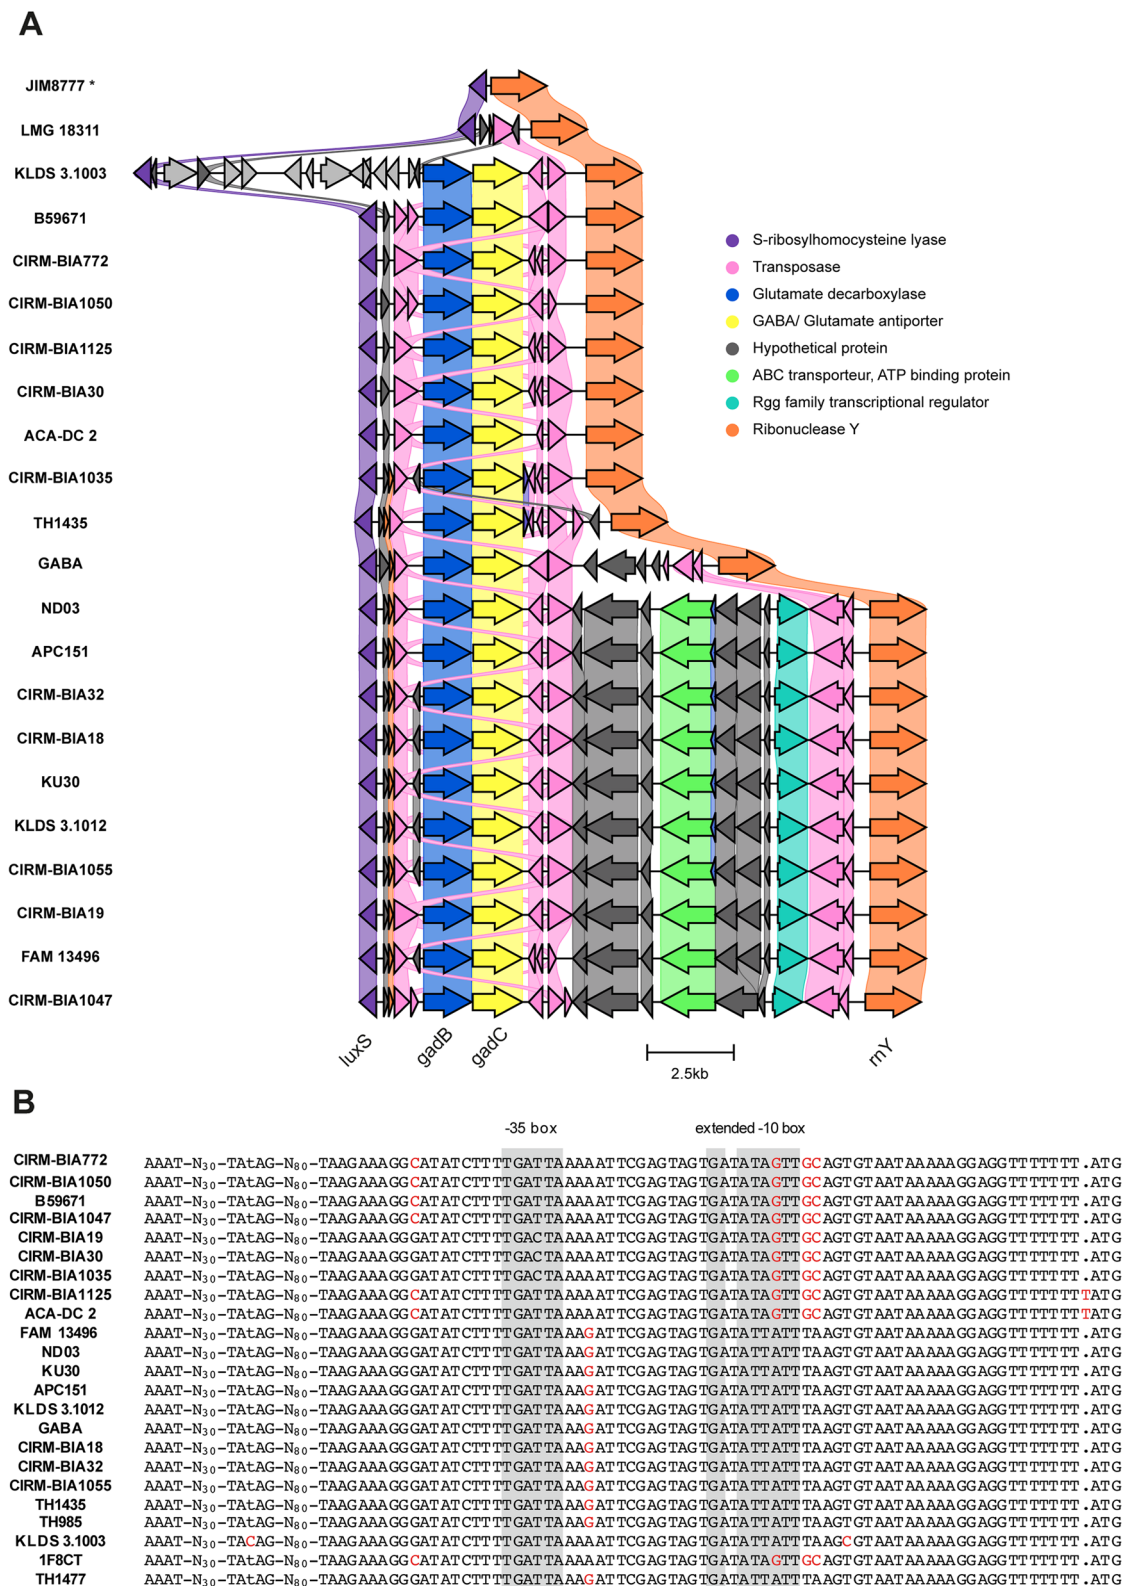 A
JIM8777 *
LMG 18311
KLDS 3.1003
B59671
CIRM-BIA772
CIRM-BIA1050
CIRM-BIA1125
CIRM-BIA30
ACA-DC 2
CIRM-BIA1035
TH1435
GABA
ND03
APC151
CIRM-BIA32
CIRM-BIA18
KU30
KLDS 3.1012
CIRM-BIA1055
CIRM-BIA19
FAM 13496
CIRM-BIA1047
S-ribosylhomocysteine lyase
Transposase
Glutamate decarboxylase
GABA/ Glutamate antiporter
Hypothetical protein
ABC transporteur, ATP binding protein
Rgg family transcriptional regulator
Ribonuclease Y
luxS gadB gadC rnY
2.5kb
B
-35 box extended -10 box
CIRM-BIA772 AAAT-N30-TAtAG-N80-TAAGAAAGGCATATCTTTTGATTAAAAATTCGAGTAGTGATATAGTTGCAGTGTAATAAAAAGGAGGTTTTTTT.ATG
CIRM-BIA1050 AAAT-N30-TAtAG-N80-TAAGAAAGGCATATCTTTTGATTAAAAATTCGAGTAGTGATATAGTTGCAGTGTAATAAAAAGGAGGTTTTTTT.ATG
B59671 AAAT-N30-TAtAG-N80-TAAGAAAGGCATATCTTTTGATTAAAAATTCGAGTAGTGATATAGTTGCAGTGTAATAAAAAGGAGGTTTTTTT.ATG
CIRM-BIA1047 AAAT-N30-TAtAG-N80-TAAGAAAGGCATATCTTTTGATTAAAAATTCGAGTAGTGATATAGTTGCAGTGTAATAAAAAGGAGGTTTTTTT.ATG
CIRM-BIA19 AAAT-N30-TAtAG-N80-TAAGAAAGGGATATCTTTTGACTAAAAATTCGAGTAGTGATATAGTTGCAGTGTAATAAAAAGGAGGTTTTTTT.ATG
CIRM-BIA30 AAAT-N30-TAtAG-N80-TAAGAAAGGGATATCTTTTGACTAAAAATTCGAGTAGTGATATAGTTGCAGTGTAATAAAAAGGAGGTTTTTTT.ATG
CIRM-BIA1035 AAAT-N30-TAtAG-N80-TAAGAAAGGGATATCTTTTGACTAAAAATTCGAGTAGTGATATAGTTGCAGTGTAATAAAAAGGAGGTTTTTTT.ATG
CIRM-BIA1125 AAAT-N30-TAtAG-N80-TAAGAAAGGCATATCTTTTGATTAAAAATTCGAGTAGTGATATAGTTGCAGTGTAATAAAAAGGAGGTTTTTTTTATG
ACA-DC 2 AAAT-N30-TAtAG-N80-TAAGAAAGGCATATCTTTTGATTAAAAATTCGAGTAGTGATATAGTTGCAGTGTAATAAAAAGGAGGTTTTTTTTATG
FAM 13496 AAAT-N30-TAtAG-N80-TAAGAAAGGGATATCTTTTGATTAAAGATTCGAGTAGTGATATTATTTAAGTGTAATAAAAAGGAGGTTTTTTT.ATG
ND03 AAAT-N30-TAtAG-N80-TAAGAAAGGGATATCTTTTGATTAAAGATTCGAGTAGTGATATTATTTAAGTGTAATAAAAAGGAGGTTTTTTT.ATG
KU30 AAAT-N30-TAtAG-N80-TAAGAAAGGGATATCTTTTGATTAAAGATTCGAGTAGTGATATTATTTAAGTGTAATAAAAAGGAGGTTTTTTT.ATG
APC151 AAAT-N30-TAtAG-N80-TAAGAAAGGGATATCTTTTGATTAAAGATTCGAGTAGTGATATTATTTAAGTGTAATAAAAAGGAGGTTTTTTT.ATG
KLDS 3.1012 AAAT-N30-TAtAG-N80-TAAGAAAGGGATATCTTTTGATTAAAGATTCGAGTAGTGATATTATTTAAGTGTAATAAAAAGGAGGTTTTTTT.ATG
GABA AAAT-N30-TAtAG-N80-TAAGAAAGGGATATCTTTTGATTAAAGATTCGAGTAGTGATATTATTTAAGTGTAATAAAAAGGAGGTTTTTTT.ATG
CIRM-BIA18 AAAT-N30-TAtAG-N80-TAAGAAAGGGATATCTTTTGATTAAAGATTCGAGTAGTGATATTATTTAAGTGTAATAAAAAGGAGGTTTTTTT.ATG
CIRM-BIA32 AAAT-N30-TAtAG-N80-TAAGAAAGGGATATCTTTTGATTAAAGATTCGAGTAGTGATATTATTTAAGTGTAATAAAAAGGAGGTTTTTTT.ATG
CIRM-BIA1055 AAAT-N30-TAtAG-N80-TAAGAAAGGGATATCTTTTGATTAAAGATTCGAGTAGTGATATTATTTAAGTGTAATAAAAAGGAGGTTTTTTT.ATG
TH1435 AAAT-N30-TAtAG-N80-TAAGAAAGGGATATCTTTTGATTAAAGATTCGAGTAGTGATATTATTTAAGTGTAATAAAAAGGAGGTTTTTTT.ATG
TH985 AAAT-N30-TAtAG-N80-TAAGAAAGGGATATCTTTTGATTAAAGATTCGAGTAGTGATATTATTTAAGTGTAATAAAAAGGAGGTTTTTTT.ATG
KLDS 3.1003 AAAT-N30-TACAG-N80-TAAGAAAGGGATATCTTTTGATTAAAAATTCGAGTAGTGATATTATTTAAGCGTAATAAAAAGGAGGTTTTTTT.ATG
1F8CT AAAT-N30-TAtAG-N80-TAAGAAAGGCATATCTTTTGATTAAAAATTCGAGTAGTGATATAGTTGCAGTGTAATAAAAAGGAGGTTTTTTT.ATG
TH1477 AAAT-N30-TAtAG-N80-TAAGAAAGGGATATCTTTTGATTAAAGATTCGAGTAGTGATATTATTTAAGTGTAATAAAAAGGAGGTTTTTTT.ATG